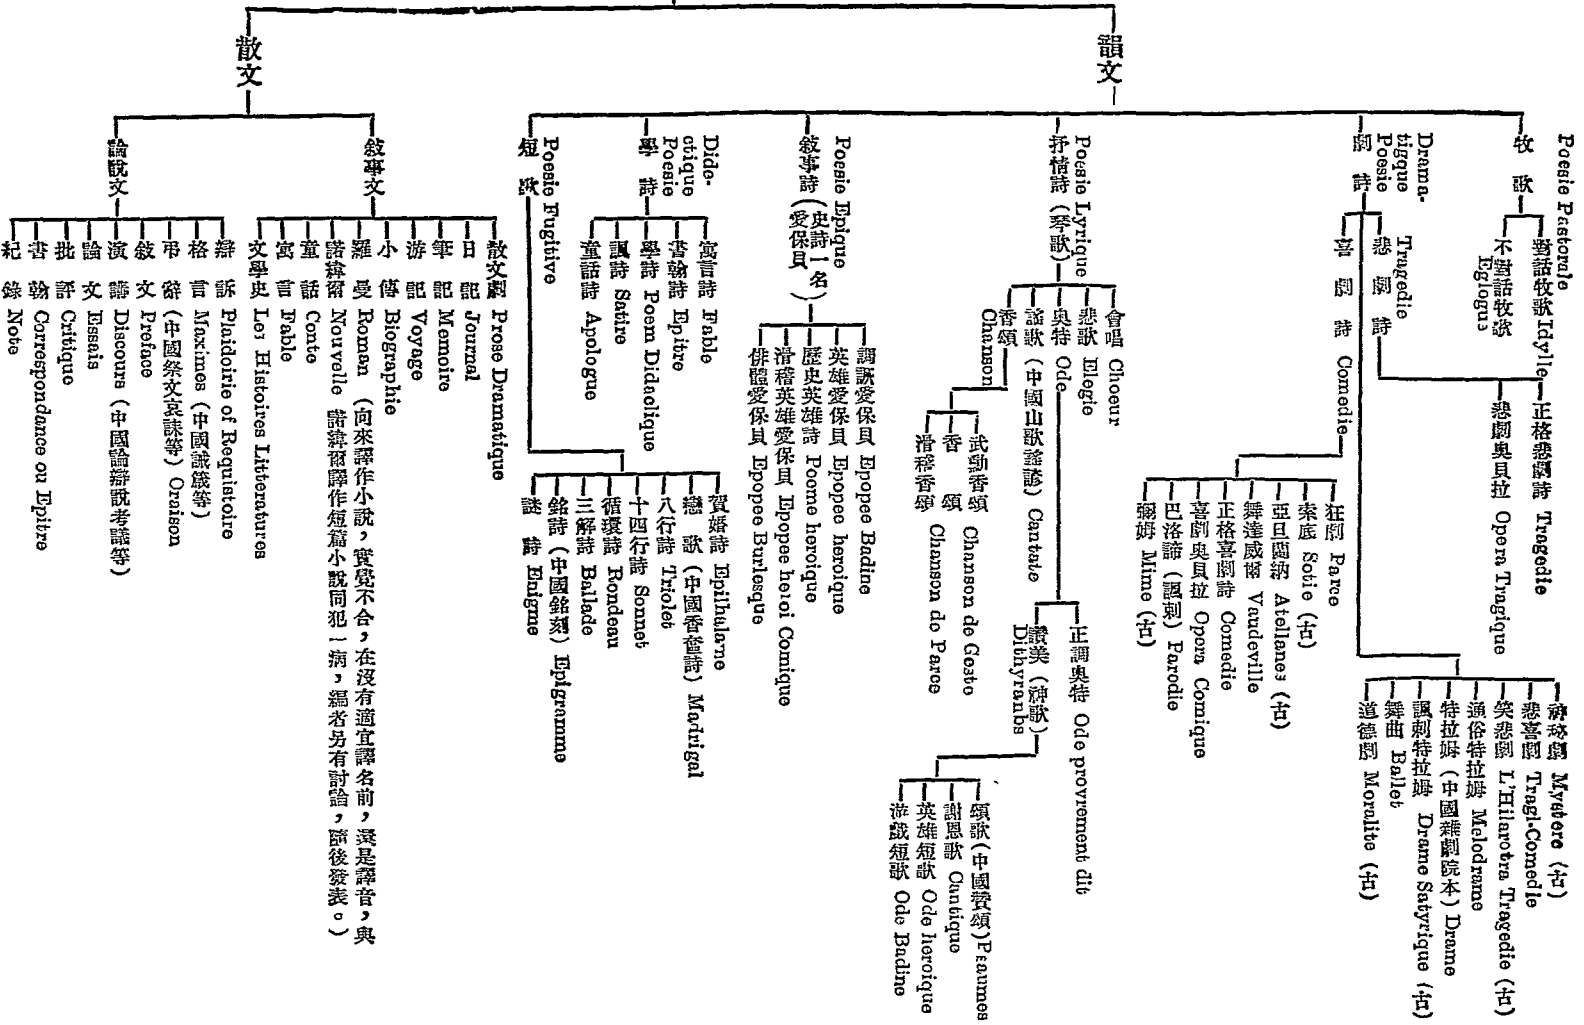 韻文
散文
Poesie Pastorale
牧歌
對話牧歌 Idylle
不對話牧歌 Eglogue
Drama-
tigque
Poesie
劇詩
Tragedie
悲劇詩
正格悲劇詩 Tragedie
悲劇奧貝拉 Opera Tragique
喜劇詩 Comedie
狂劇 Farce
索底 Sotie (古)
亞旦闌納 Atellanes (古)
舞達威爾 Vaudeville
正格喜劇詩 Comedie
喜劇奧貝拉 Opera Comique
巴洛諦 (諷刺) Parodie
彌姆 Mime (古)
神秘劇 Mystere (古)
悲喜劇 Tragi-Comedie
笑悲劇 L'Hilarotra Tragedie (古)
通俗特拉姆 Melodrame
特拉姆 (中國雜劇院本) Drame
諷刺特拉姆 Drame Satyrique (古)
舞曲 Ballet
道德劇 Moralite (古)
Poesie Lyrique
抒情詩 (琴歌)
會唱 Choeur
悲歌 Elegie
奧特 Ode
謠歌 (中國山歌謠諺) Cantate
香頌 Chanson
武勳香頌 Chanson de Geste
香頌
滑稽香頌 Chanson de Farce
正調奧特 Ode provrement dit
讚美 (神歌) Dithyranbs
頌歌 (中國贊頌) Psaumes
謝恩歌 Cantique
英雄短歌 Ode heroique
游戲短歌 Ode Badine
Poesie Epique
敍事詩 (史詩一名愛保貝)
調謔愛保貝 Epopee Badine
英雄愛保貝 Epopee heroique
歷史英雄詩 Poome heroique
滑稽英雄愛保貝 Epopee heroi Comique
俳體愛保貝 Epopee Burlesque
Dide-
ctique
Poesie
學詩
寓言詩 Fable
書翰詩 Epitre
學詩 Poem Didaclique
諷詩 Satire
童話詩 Apologue
Poesie Fugitive
短歌
賀婚詩 Epilhalame
戀歌 (中國香奩詩) Madrigal
八行詩 Triolet
十四行詩 Sonnet
循環詩 Rondeau
三解詩 Ballade
銘詩 (中國銘刻) Epigramme
謎詩 Enigme
敍事文
散文劇 Prose Dramatique
日記 Journal
筆記 Memoire
游記 Voyage
小傳 Biographie
羅曼 Roman (向來譯作小說，實覺不合，在沒有適宜譯名前，還是譯音，與
諾緯爾 Nouvelle 諾緯爾譯作短篇小說同犯一病，編者另有討論，隨後發表。)
童話 Conte
寓言 Fable
文學史 Les Histoires Litteratures
論說文
辯訴 Plaidoirie of Requistoire
格言 Maximes (中國誡箴等)
弔辭 (中國祭文哀誄等) Oraison
敍文 Preface
演講 Discours (中國論辯說考議等)
論文 Essais
批評 Critique
書翰 Correspondance ou Epitre
紀錄 Note